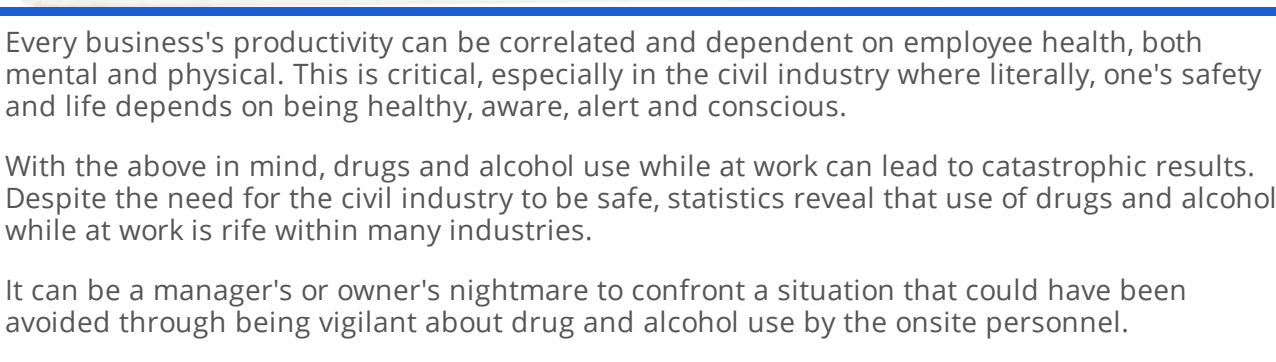 Every business's productivity can be correlated and dependent on employee health, both
mental and physical. This is critical, especially in the civil industry where literally, one's safety
and life depends on being healthy, aware, alert and conscious.
With the above in mind, drugs and alcohol use while at work can lead to catastrophic results.
Despite the need for the civil industry to be safe, statistics reveal that use of drugs and alcohol
while at work is rife within many industries.
It can be a manager's or owner's nightmare to confront a situation that could have been
avoided through being vigilant about drug and alcohol use by the onsite personnel.